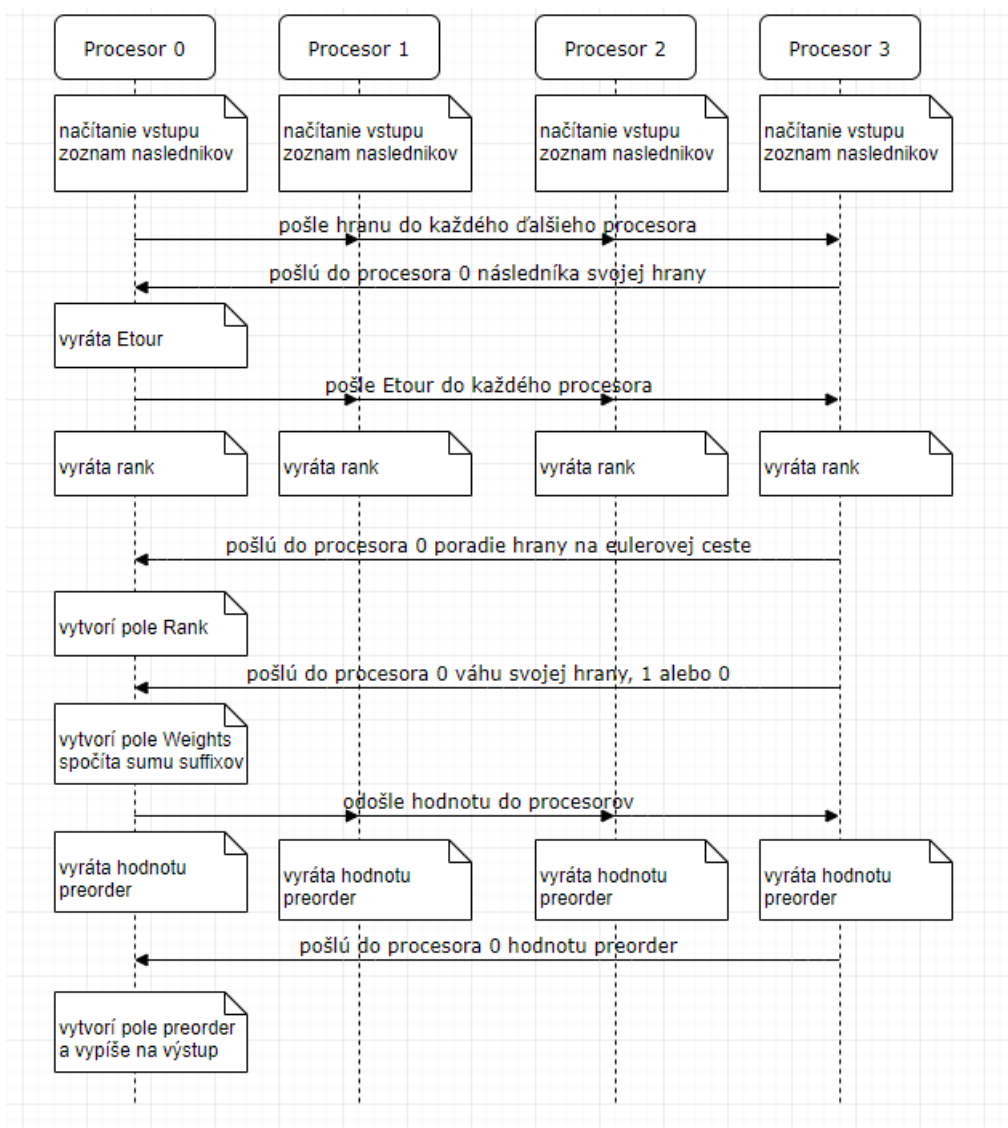 Procesor 0
Procesor 1
Procesor 2
Procesor 3
načítanie vstupu
zoznam naslednikov
načítanie vstupu
zoznam naslednikov
načítanie vstupu
zoznam naslednikov
načítanie vstupu
zoznam naslednikov
pošle hranu do každého ďalšieho procesora
pošlú do procesora 0 následníka svojej hrany
vyráta Etour
pošle Etour do každého procesora
vyráta rank
vyráta rank
vyráta rank
vyráta rank
pošlú do procesora 0 poradie hrany na eulerovej ceste
vytvorí pole Rank
pošlú do procesora 0 váhu svojej hrany, 1 alebo 0
vytvorí pole Weights
spočíta sumu suffixov
odošle hodnotu do procesorov
vyráta hodnotu
preorder
vyráta hodnotu
preorder
vyráta hodnotu
preorder
vyráta hodnotu
preorder
pošlú do procesora 0 hodnotu preorder
vytvorí pole preorder
a vypíše na výstup